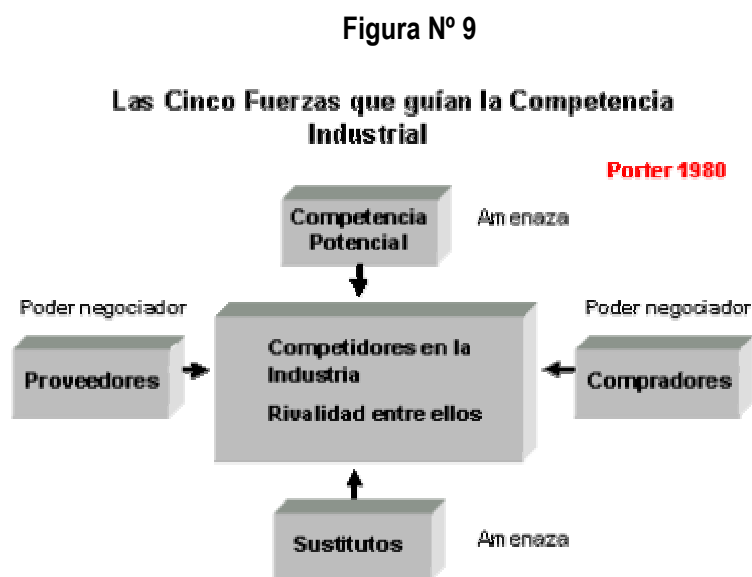 Figura Nº 9
Las Cinco Fuerzas que guían la Competencia
Industrial
Porter 1980
Competencia
Potencial
Amenaza
Poder negociador
Poder negociador
Proveedores
Competidores en la
Industria
Rivalidad entre ellos
Compradores
Sustitutos
Amenaza